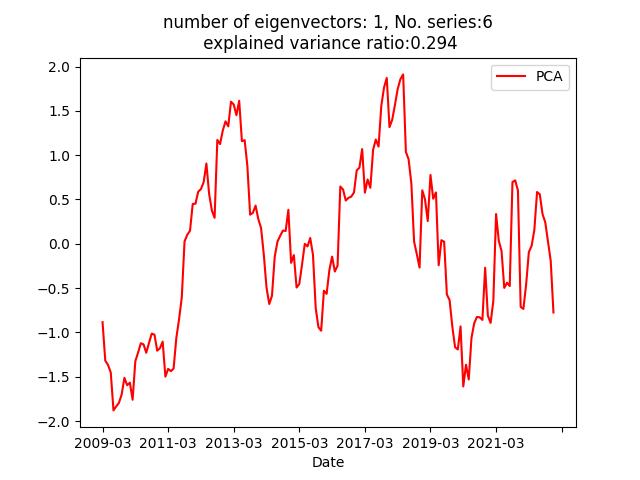 number of eigenvectors: 1, No. series:6
explained variance ratio:0.294
PCA
2.0
1.5
1.0
0.5
0.0
−0.5
−1.0
−1.5
−2.0
2009-03 2011-03 2013-03 2015-03 2017-03 2019-03 2021-03
Date